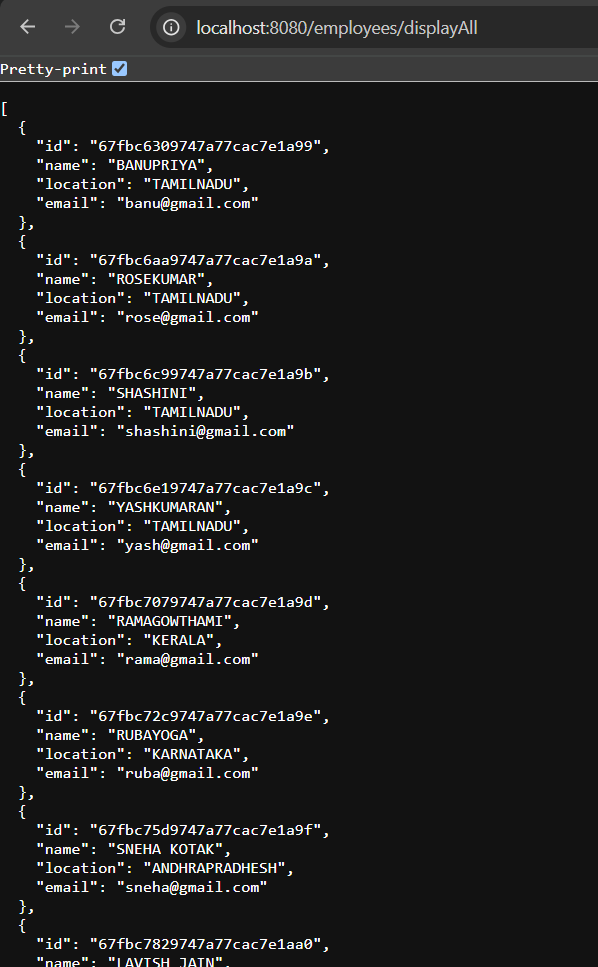 localhost:8080/employees/displayAll
Pretty-print
[
  {
    "id": "67fbc6309747a77cac7e1a99",
    "name": "BANUPRIYA",
    "location": "TAMILNADU",
    "email": "banu@gmail.com"
  },
  {
    "id": "67fbc6aa9747a77cac7e1a9a",
    "name": "ROSEKUMAR",
    "location": "TAMILNADU",
    "email": "rose@gmail.com"
  },
  {
    "id": "67fbc6c99747a77cac7e1a9b",
    "name": "SHASHINI",
    "location": "TAMILNADU",
    "email": "shashini@gmail.com"
  },
  {
    "id": "67fbc6e19747a77cac7e1a9c",
    "name": "YASHKUMARAN",
    "location": "TAMILNADU",
    "email": "yash@gmail.com"
  },
  {
    "id": "67fbc7079747a77cac7e1a9d",
    "name": "RAMAGOWTHAMI",
    "location": "KERALA",
    "email": "rama@gmail.com"
  },
  {
    "id": "67fbc72c9747a77cac7e1a9e",
    "name": "RUBAYOGA",
    "location": "KARNATAKA",
    "email": "ruba@gmail.com"
  },
  {
    "id": "67fbc75d9747a77cac7e1a9f",
    "name": "SNEHA KOTAK",
    "location": "ANDHRAPRADHESH",
    "email": "sneha@gmail.com"
  },
  {
    "id": "67fbc7829747a77cac7e1aa0",
    "name": "LAVISH JAIN",